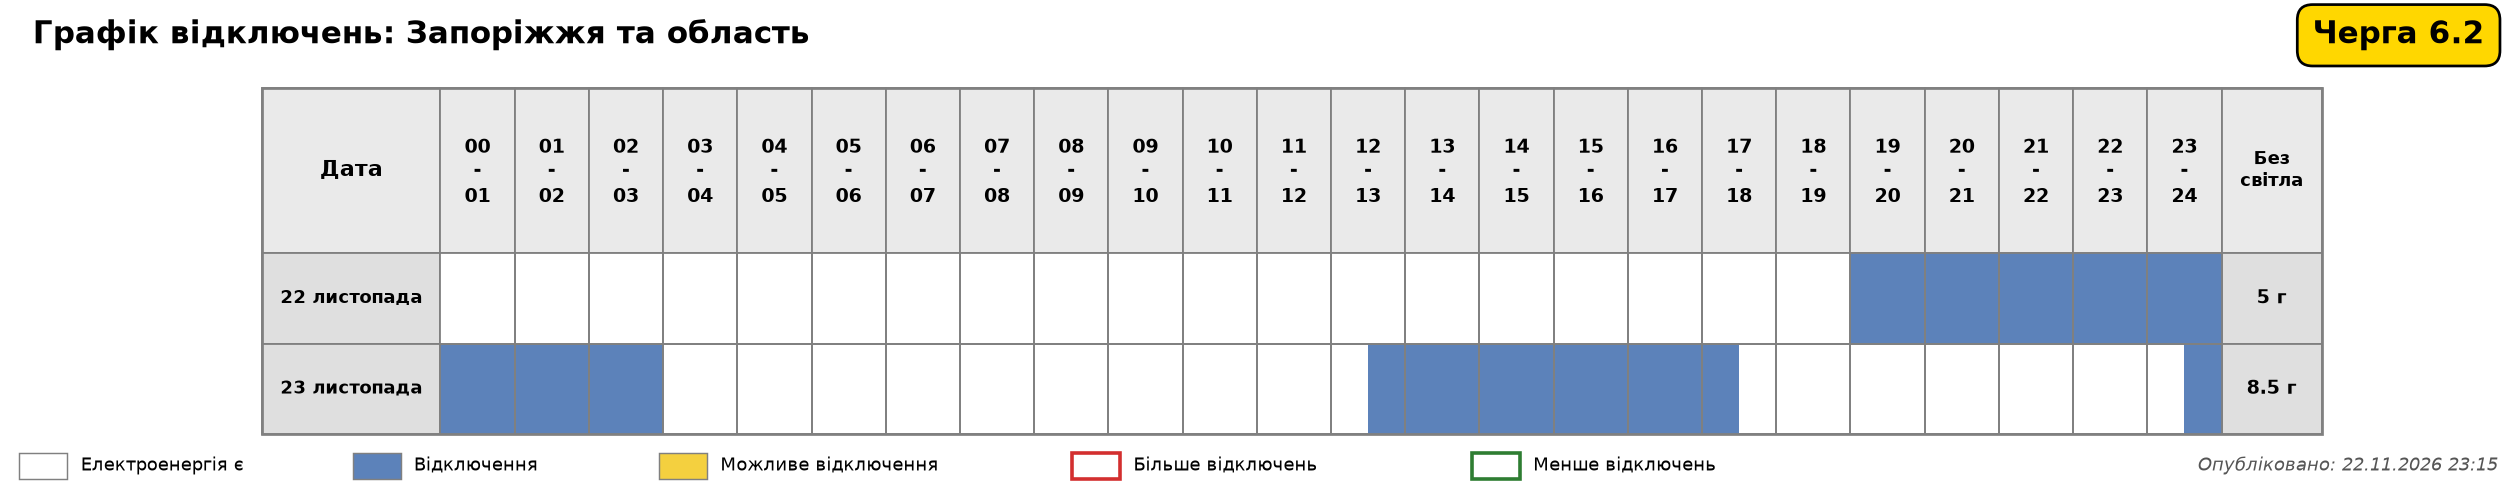 Графік відключень: Запоріжжя та область
Черга 6.2
Дата
00 - 01
01 - 02
02 - 03
03 - 04
04 - 05
05 - 06
06 - 07
07 - 08
08 - 09
09 - 10
10 - 11
11 - 12
12 - 13
13 - 14
14 - 15
15 - 16
16 - 17
17 - 18
18 - 19
19 - 20
20 - 21
21 - 22
22 - 23
23 - 24
Без
світла
22 листопада
5 г
23 листопада
8.5 г
Електроенергія є
Відключення
Можливе відключення
Більше відключень
Менше відключень
Опубліковано: 22.11.2026 23:15